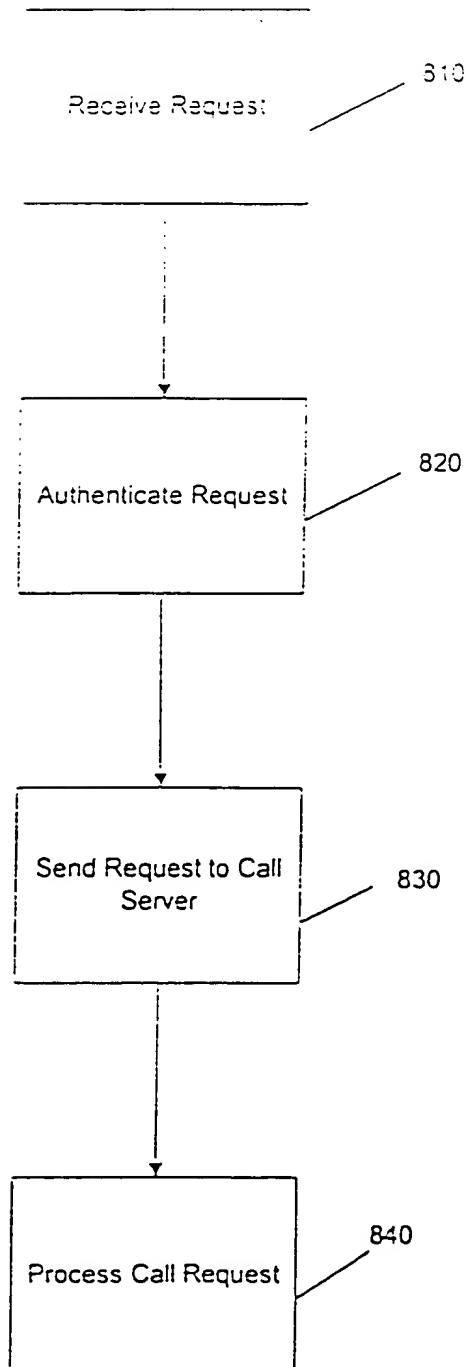 Receive Request
810
Authenticate Request
820
Send Request to Call
Server
830
Process Call Request
840